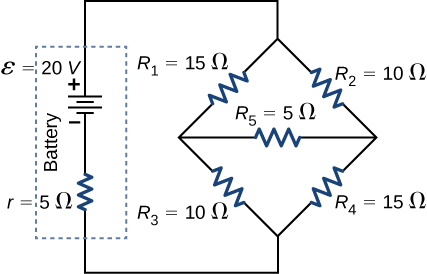 ε = 20 V
+
−
Battery
r = 5 Ω
R₁ = 15 Ω
R₂ = 10 Ω
R₅ = 5 Ω
R₃ = 10 Ω
R₄ = 15 Ω